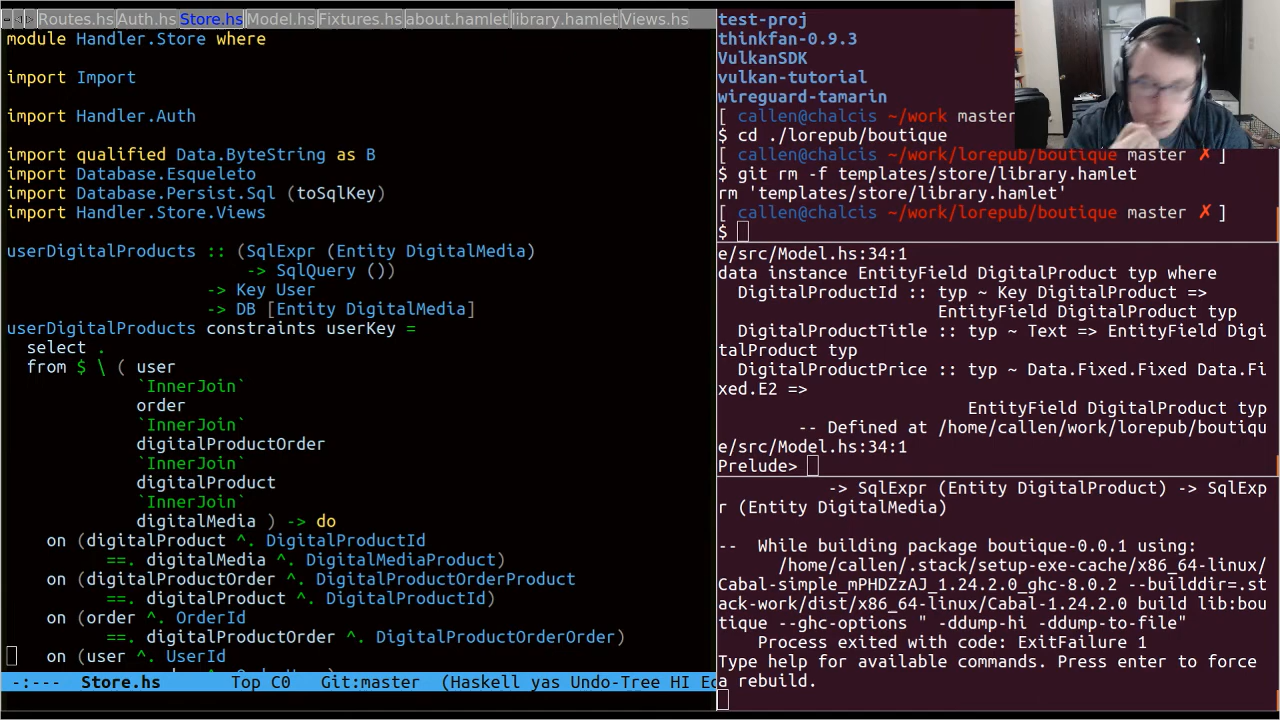 Routes.hs Auth.hs Store.hs Model.hs Fixtures.hs about.hamlet library.hamlet Views.hs
module Handler.Store where
import Import
import Handler.Auth
import qualified Data.ByteString as B
import Database.Esqueleto
import Database.Persist.Sql (toSqlKey)
import Handler.Store.Views
userDigitalProducts :: (SqlExpr (Entity DigitalMedia)
-> SqlQuery ())
-> Key User
-> DB [Entity DigitalMedia]
userDigitalProducts constraints userKey =
select .
from $ \ ( user
`InnerJoin`
order
`InnerJoin`
digitalProductOrder
`InnerJoin`
digitalProduct
`InnerJoin`
digitalMedia ) -> do
on (digitalProduct ^. DigitalProductId
==. digitalMedia ^. DigitalMediaProduct)
on (digitalProductOrder ^. DigitalProductOrderProduct
==. digitalProduct ^. DigitalProductId)
on (order ^. OrderId
==. digitalProductOrder ^. DigitalProductOrderOrder)
on (user ^. UserId
-:--- Store.hs Top C0 Git:master (Haskell yas Undo-Tree HI Ec
test-proj
thinkfan-0.9.3
VulkanSDK
vulkan-tutorial
wireguard-tamarin
[ callen@chalcis ~/work master
$ cd ./lorepub/boutique
[ callen@chalcis ~/work/lorepub/boutique master ✗ ]
$ git rm -f templates/store/library.hamlet
rm 'templates/store/library.hamlet'
[ callen@chalcis ~/work/lorepub/boutique master ✗ ]
$
e/src/Model.hs:34:1
data instance EntityField DigitalProduct typ where
DigitalProductId :: typ ~ Key DigitalProduct =>
EntityField DigitalProduct typ
DigitalProductTitle :: typ ~ Text => EntityField Digi
talProduct typ
DigitalProductPrice :: typ ~ Data.Fixed.Fixed Data.Fi
xed.E2 =>
EntityField DigitalProduct typ
-- Defined at /home/callen/work/lorepub/boutiqu
e/src/Model.hs:34:1
Prelude>
-> SqlExpr (Entity DigitalProduct) -> SqlExp
r (Entity DigitalMedia)
-- While building package boutique-0.0.1 using:
/home/callen/.stack/setup-exe-cache/x86_64-linux/
Cabal-simple_mPHDZzAJ_1.24.2.0_ghc-8.0.2 --builddir=.st
ack-work/dist/x86_64-linux/Cabal-1.24.2.0 build lib:bou
tique --ghc-options " -ddump-hi -ddump-to-file"
Process exited with code: ExitFailure 1
Type help for available commands. Press enter to force
a rebuild.